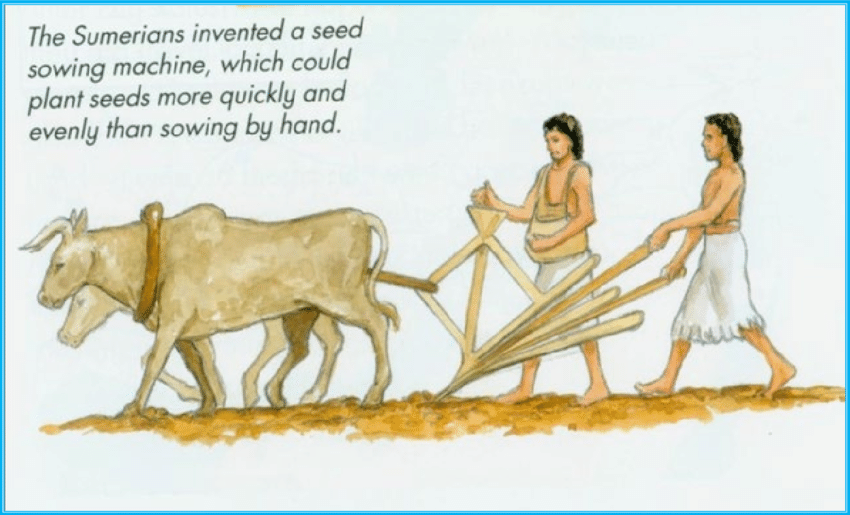 The Sumerians invented a seed
sowing machine, which could
plant seeds more quickly and
evenly than sowing by hand.